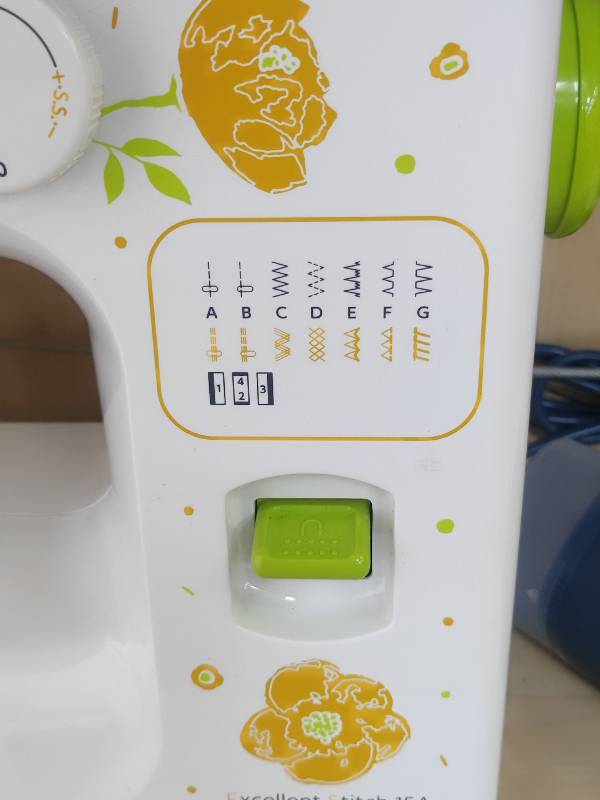 +.S.S.-
A B C D E F G
1 4 2 3
Excellent Stitch 15A